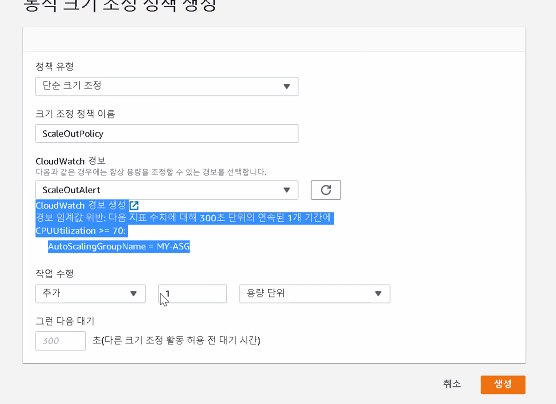 동적 크기 조정 정책 생성
정책 유형
단순 크기 조정
크기 조정 정책 이름
ScaleOutPolicy
CloudWatch 경보
다음과 같은 경우에는 항상 용량을 조정할 수 있는 경보를 선택합니다.
ScaleOutAlert
CloudWatch 경보 생성
경보 임계값 위반: 다음 지표 수치에 대해 300초 단위의 연속된 1개 기간에
CPUUtilization >= 70:
AutoScalingGroupName = MY-ASG
작업 수행
추가 1 용량 단위
그런 다음 대기
300 초(다른 크기 조정 활동 허용 전 대기 시간)
취소 생성